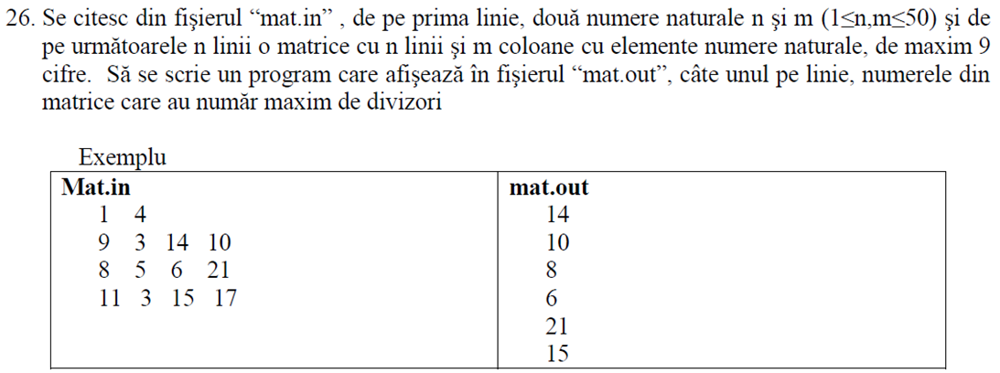 26. Se citesc din fişierul “mat.in” , de pe prima linie, două numere naturale n şi m (1≤n,m≤50) şi de
pe următoarele n linii o matrice cu n linii şi m coloane cu elemente numere naturale, de maxim 9
cifre. Să se scrie un program care afişează în fişierul “mat.out”, câte unul pe linie, numerele din
matrice care au număr maxim de divizori
Exemplu
Mat.in mat.out
1 4 14
9 3 14 10 10
8 5 6 21 8
11 3 15 17 6
21
15